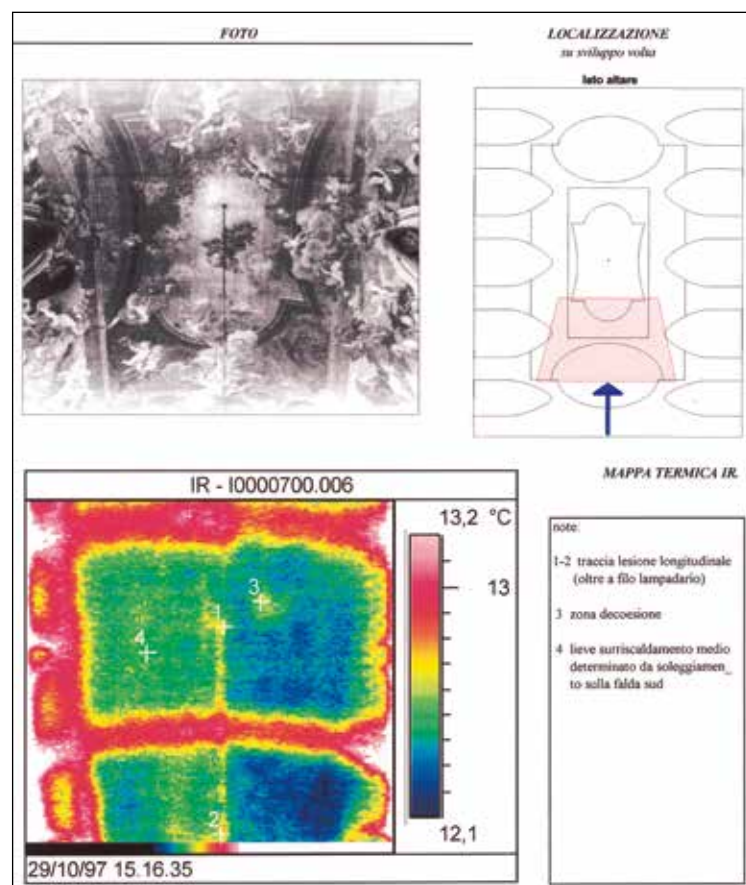 FOTO
LOCALIZZAZIONE
su sviluppo volta
lato altare
IR - I0000700.006
13,2 °C
13
12,1
1
2
3
4
29/10/97 15.16.35
MAPPA TERMICA IR.
note:
1-2 traccia lesione longitudinale
(oltre a filo lampadario)
3 zona decoesione
4 lieve surriscaldamento medio
determinato da soleggiamen_
to sulla falda sud